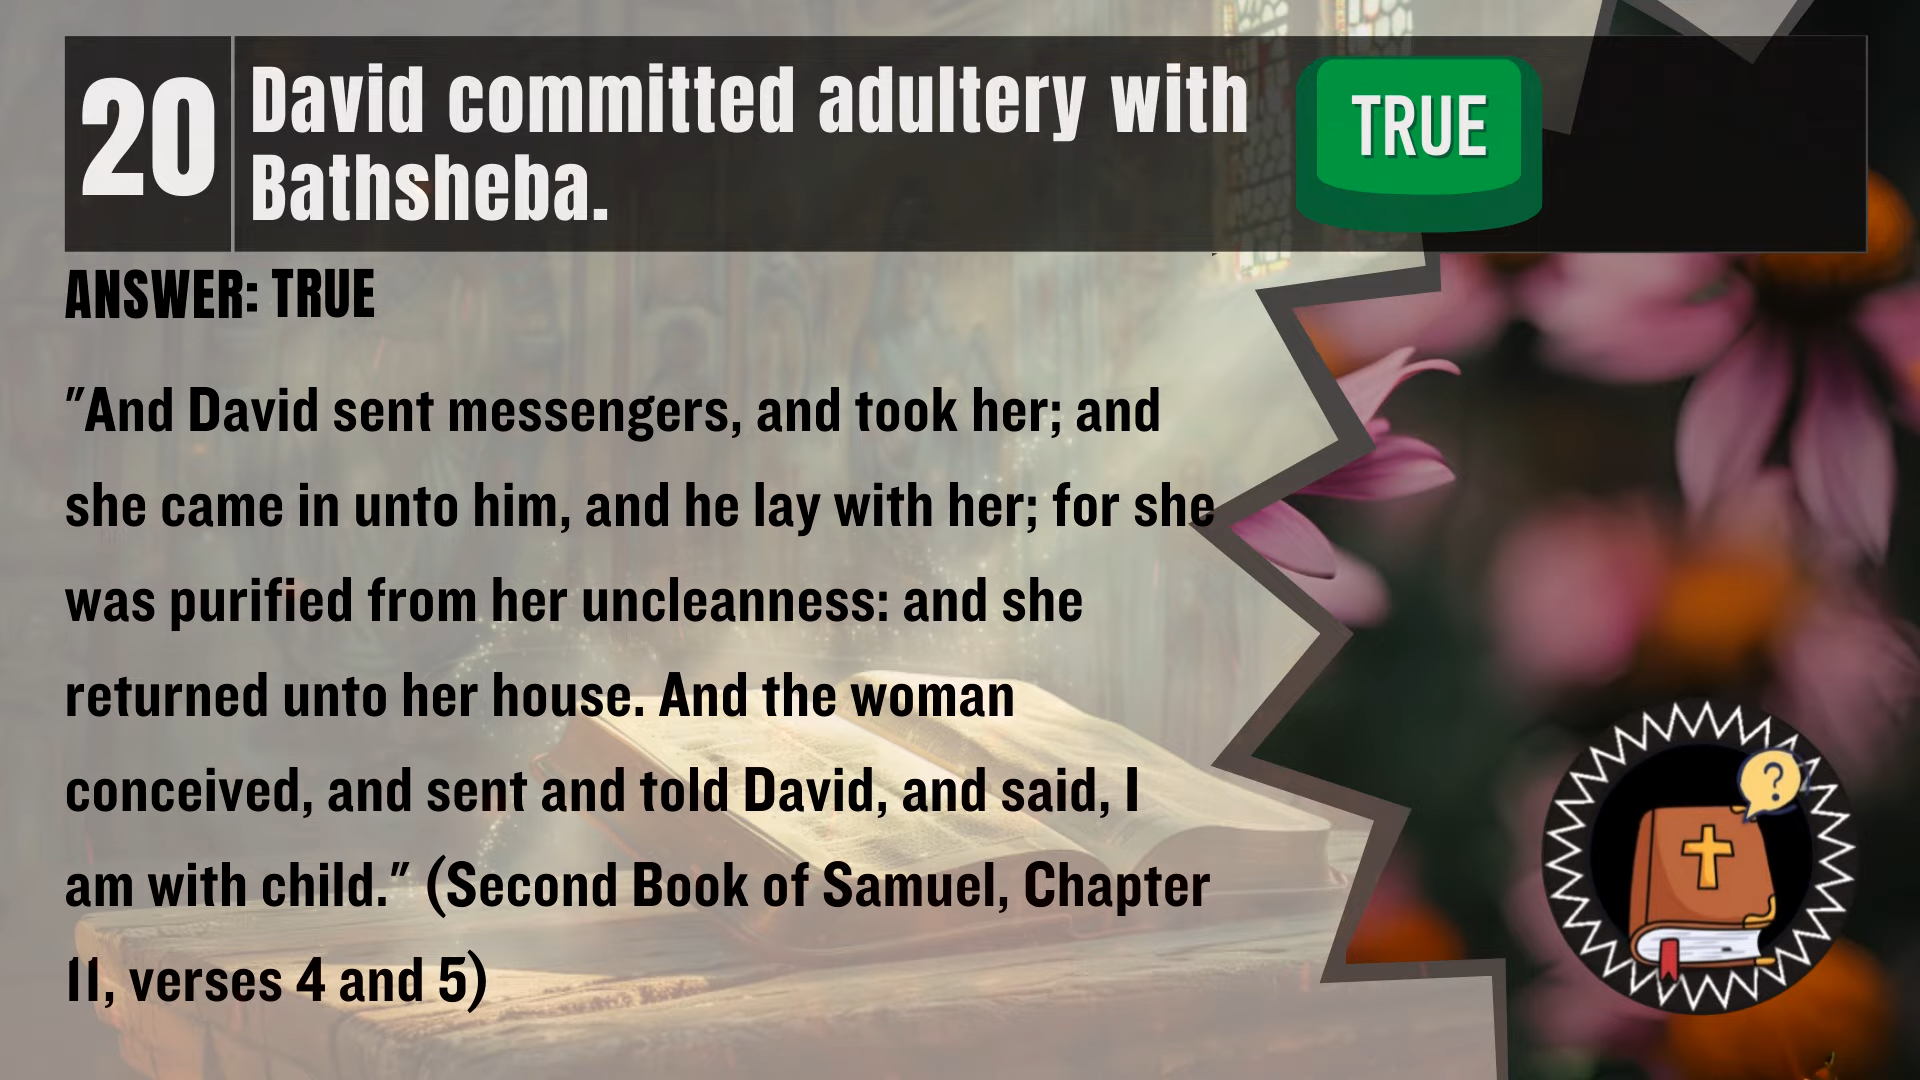 20
David committed adultery with
Bathsheba.
TRUE
ANSWER: TRUE
"And David sent messengers, and took her; and
she came in unto him, and he lay with her; for she
was purified from her uncleanness: and she
returned unto her house. And the woman
conceived, and sent and told David, and said, I
am with child." (Second Book of Samuel, Chapter
11, verses 4 and 5)
?